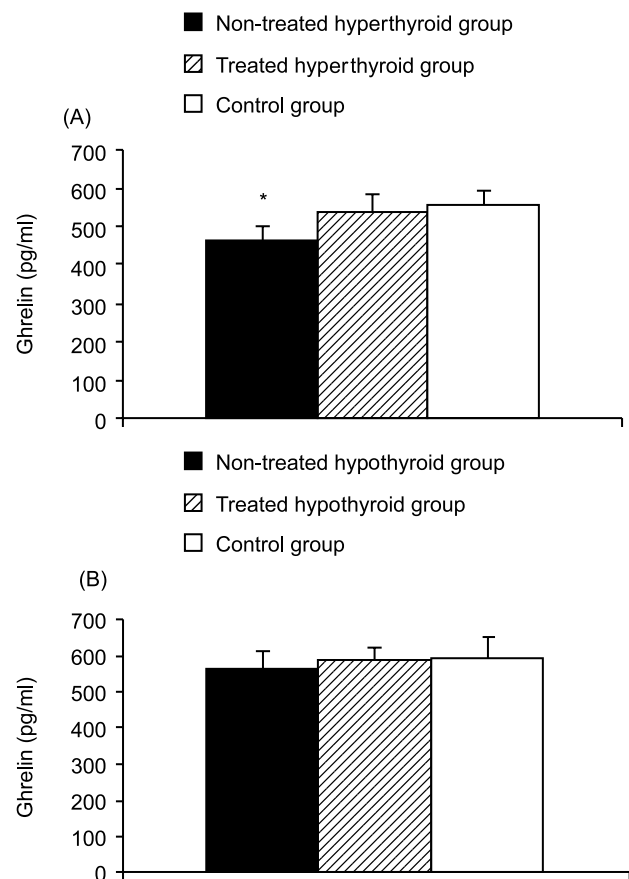 Non-treated hyperthyroid group
Treated hyperthyroid group
Control group
(A)
700
600
500
400
300
200
100
0
Ghrelin (pg/ml)
*
Non-treated hypothyroid group
Treated hypothyroid group
Control group
(B)
700
600
500
400
300
600
200
100
0
Ghrelin (pg/ml)